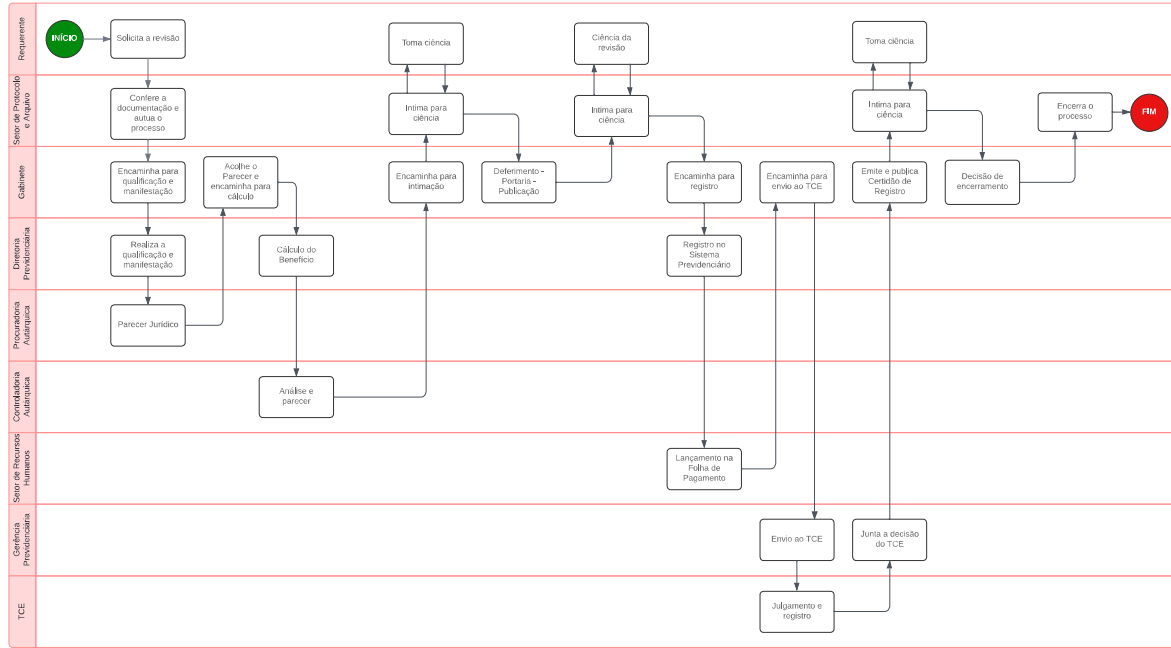 Requerente
INÍCIO
Solicita a revisão
Toma ciência
Ciência da
revisão
Toma ciência
Setor de Protocolo
e Arquivo
Confere a
documentação e
autua o
processo
Intima para
ciência
Intima para
ciência
Intima para
ciência
Encerra o
processo
FIM
Gabinete
Encaminha para
qualificação e
manifestação
Acolhe o
Parecer e
encaminha para
cálculo
Encaminha para
intimação
Deferimento -
Portaria -
Publicação
Encaminha para
registro
Encaminha para
envio ao TCE
Emite e publica
Certidão de
Registro
Decisão de
encerramento
Diretoria
Previdenciária
Realiza a
qualificação e
manifestação
Cálculo do
Benefício
Registro no
Sistema
Previdenciário
Procuradoria
Autárquica
Parecer Jurídico
Controladoria
Autárquica
Análise e
parecer
Setor de Recursos
Humanos
Lançamento na
Folha de
Pagamento
Gerência
Previdenciária
Envio ao TCE
Junta a decisão
do TCE
TCE
Julgamento e
registro